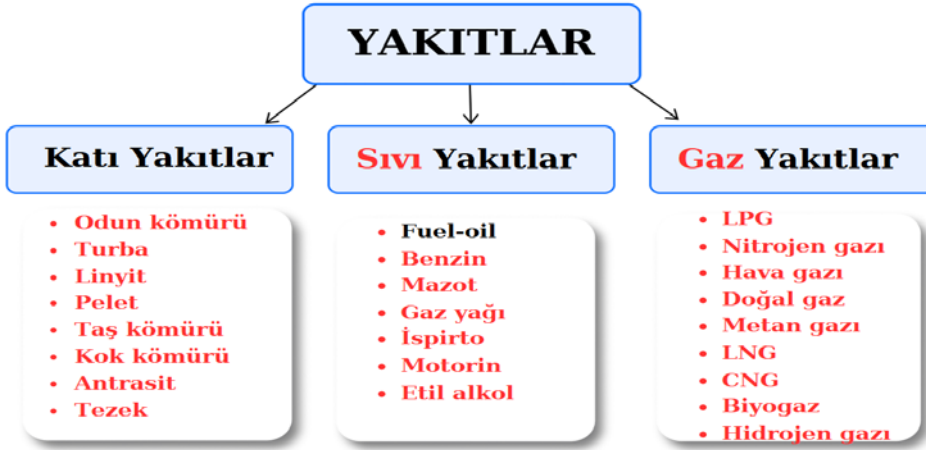 YAKITLAR
Katı Yakıtlar
• Odun kömürü
• Turba
• Linyit
• Pelet
• Taş kömürü
• Kok kömürü
• Antrasit
• Tezek
Sıvı Yakıtlar
• Fuel-oil
• Benzin
• Mazot
• Gaz yağı
• İspirto
• Motorin
• Etil alkol
Gaz Yakıtlar
• LPG
• Nitrojen gazı
• Hava gazı
• Doğal gaz
• Metan gazı
• LNG
• CNG
• Biyogaz
• Hidrojen gazı